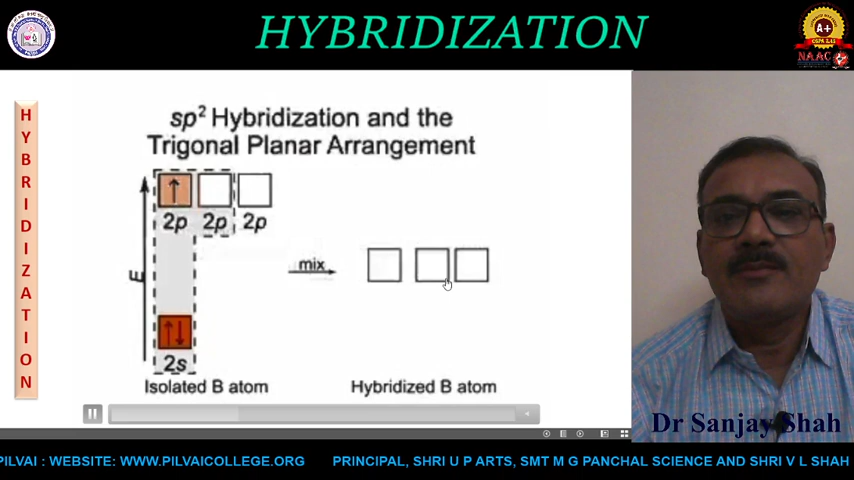 HYBRIDIZATION
A+
NAAC
HYBRIDIZATION
sp² Hybridization and the
Trigonal Planar Arrangement
2p 2p 2p
E
mix
2s
Isolated B atom
Hybridized B atom
Dr Sanjay Shah
PILVAI : WEBSITE: WWW.PILVAICOLLEGE.ORG PRINCIPAL, SHRI U P ARTS, SMT M G PANCHAL SCIENCE AND SHRI V L SHAH